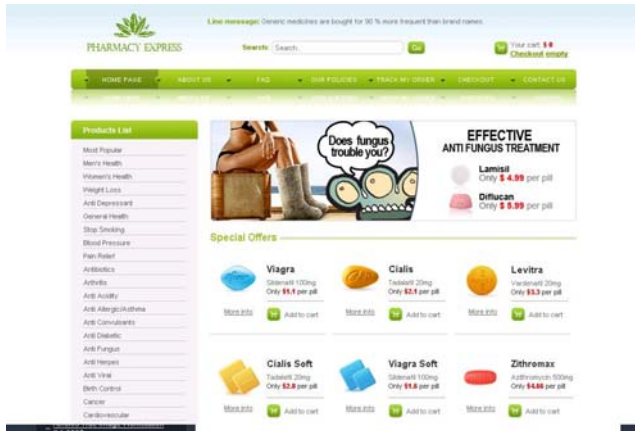 Line message: Generic medicines are bought for 90 % more frequent than brand names.
PHARMACY EXPRESS
Search: Search.. Go
Your cart: $ 0
Checkout empty
HOME PAGE ABOUT US FAQ OUR POLICIES TRACK MY ORDER CHECKOUT CONTACT US
Products List
Most Popular
Men's Health
Women's Health
Weight Loss
Anti Depressant
General Health
Stop Smoking
Blood Pressure
Pain Relief
Antibiotics
Arthritis
Anti Acidity
Anti Allergic/Asthma
Anti Convulsants
Anti Diabetic
Anti Fungus
Anti Herpes
Anti Viral
Birth Control
Cancer
Cardiovascular
Does fungus
trouble you?
EFFECTIVE
ANTI FUNGUS TREATMENT
Lamisil
Only $ 4.99 per pill
Diflucan
Only $ 5.99 per pill
Special Offers
Viagra
Sildenafil 100mg
Only $1.1 per pill
More info Add to cart
Cialis
Tadalafil 20mg
Only $2.1 per pill
More info Add to cart
Levitra
Vardenafil 20mg
Only $3.3 per pill
More info Add to cart
Cialis Soft
Tadalafil 20mg
Only $2.8 per pill
More info Add to cart
Viagra Soft
Sildenafil 100mg
Only $1.6 per pill
More info Add to cart
Zithromax
Azithromycin 500mg
Only $4.66 per pill
More info Add to cart